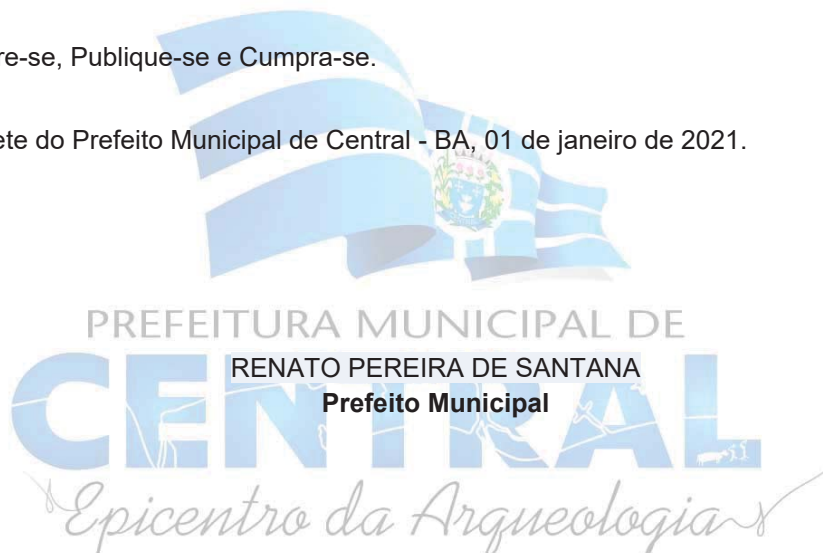 re-se, Publique-se e Cumpra-se.
ete do Prefeito Municipal de Central - BA, 01 de janeiro de 2021.
PREFEITURA MUNICIPAL DE
CENTRAL
RENATO PEREIRA DE SANTANA
Prefeito Municipal
Epicentro da Arqueologia